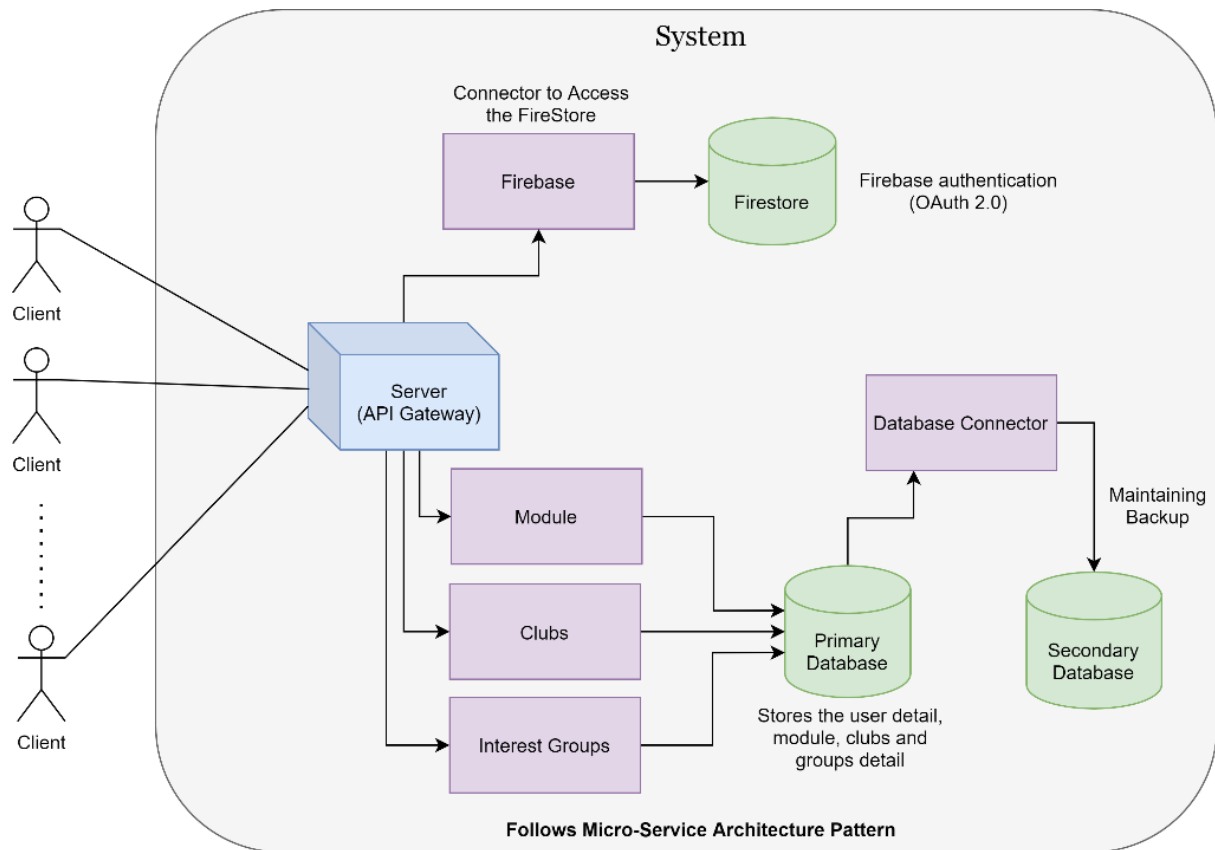 System
Connector to Access
the FireStore
Firebase
Firestore
Firebase authentication
(OAuth 2.0)
Client
Client
Client
Server
(API Gateway)
Database Connector
Maintaining
Backup
Module
Clubs
Interest Groups
Primary
Database
Secondary
Database
Stores the user detail,
module, clubs and
groups detail
Follows Micro-Service Architecture Pattern